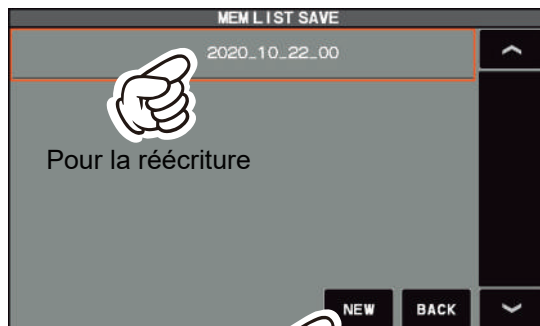 MEM LIST SAVE
2020_10_22_00
Pour la réécriture
NEW BACK